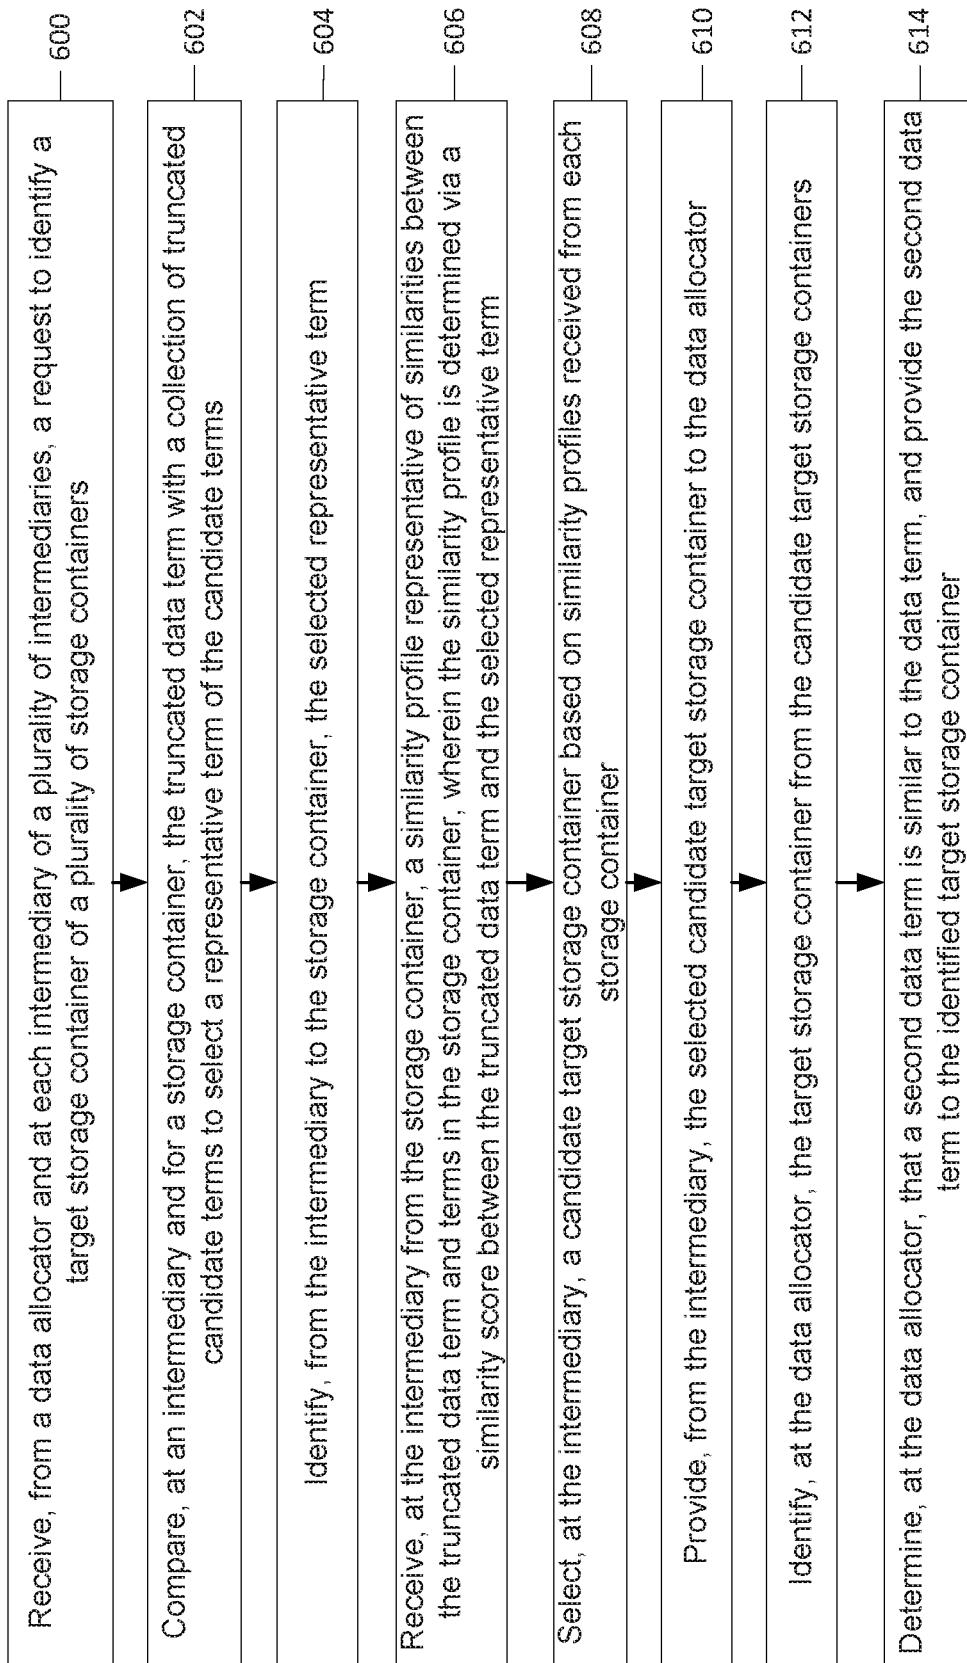 Receive, from a data allocator and at each intermediary of a plurality of intermediaries, a request to identify a
target storage container of a plurality of storage containers
600
Compare, at an intermediary and for a storage container, the truncated data term with a collection of truncated
candidate terms to select a representative term of the candidate terms
602
Identify, from the intermediary to the storage container, the selected representative term
604
Receive, at the intermediary from the storage container, a similarity profile representative of similarities between
the truncated data term and terms in the storage container, wherein the similarity profile is determined via a
similarity score between the truncated data term and the selected representative term
606
Select, at the intermediary, a candidate target storage container based on similarity profiles received from each
storage container
608
Provide, from the intermediary, the selected candidate target storage container to the data allocator
610
Identify, at the data allocator, the target storage container from the candidate target storage containers
612
Determine, at the data allocator, that a second data term is similar to the data term, and provide the second data
term to the identified target storage container
614